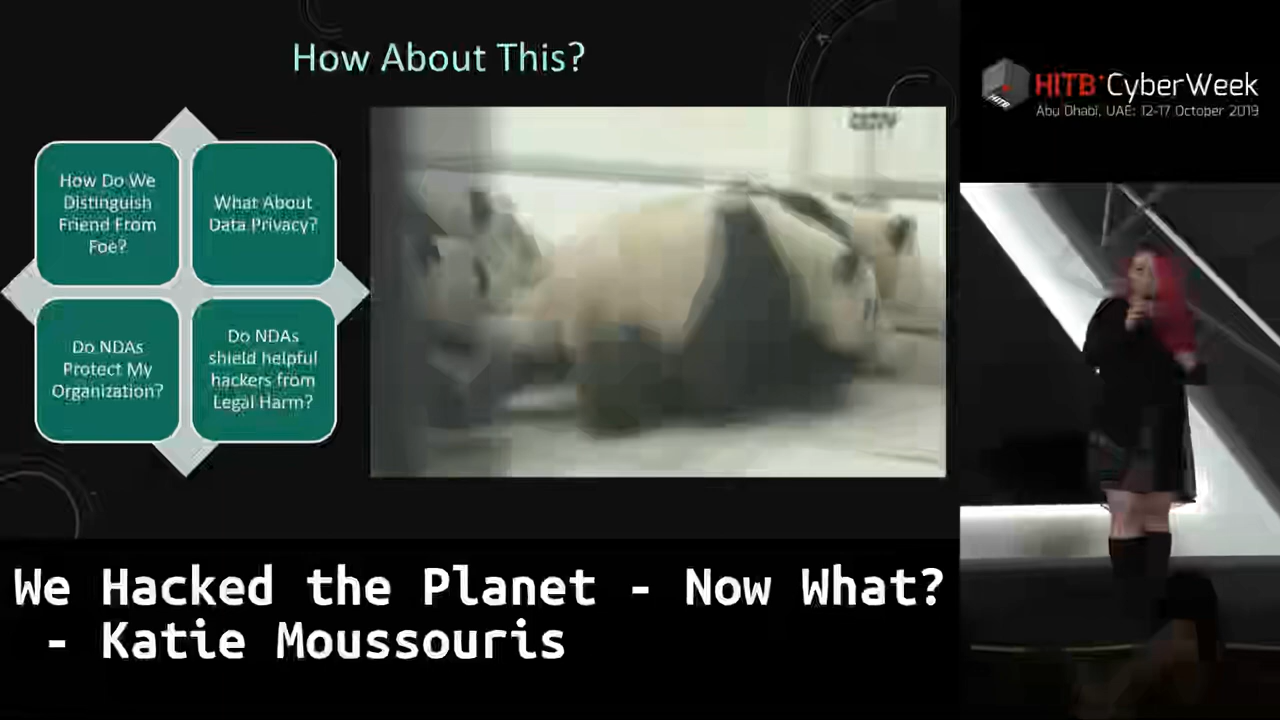 How About This?
How Do We
Distinguish
Friend From
Foe?
What About
Data Privacy?
Do NDAs
Protect My
Organization?
Do NDAs
shield helpful
hackers from
Legal Harm?
HITB CyberWeek
Abu Dhabi, UAE: 12-17 October 2019
We Hacked the Planet - Now What?
- Katie Moussouris